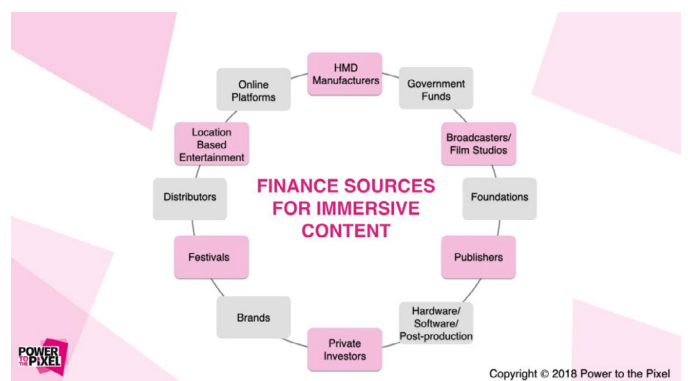 HMD
Manufacturers
Government
Funds
Broadcasters/
Film Studios
Foundations
Publishers
Hardware/
Software/
Post-production
Private
Investors
Brands
Festivals
Distributors
Location
Based
Entertainment
Online
Platforms
FINANCE SOURCES
FOR IMMERSIVE
CONTENT
POWER
TO THE PIXEL
Copyright © 2018 Power to the Pixel